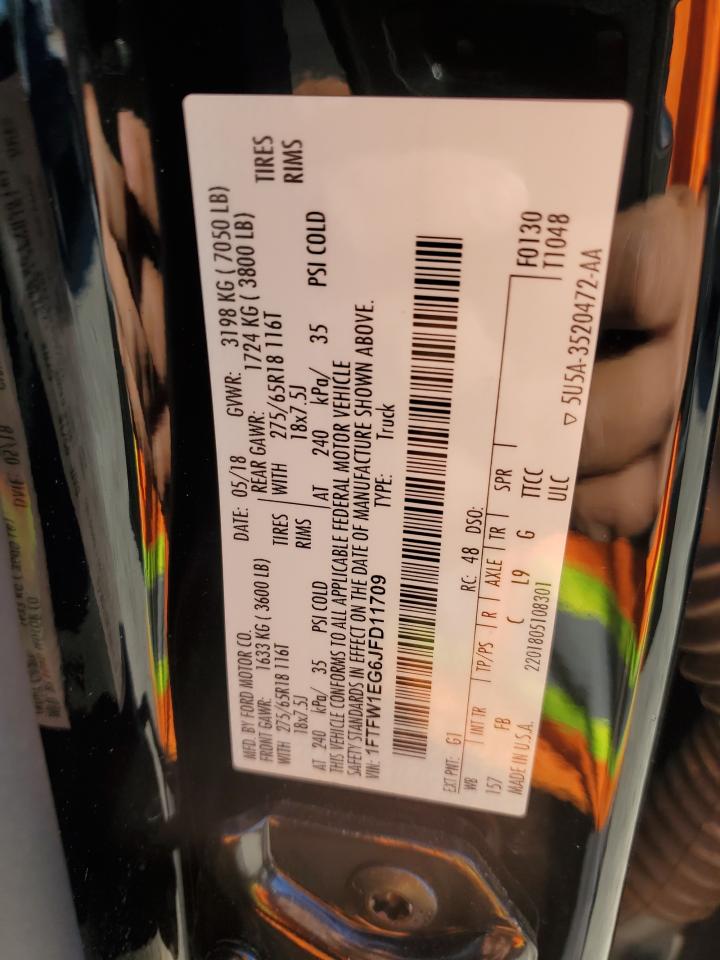 MFD. BY FORD MOTOR CO. DATE: 05/18 GVWR: 3198 KG ( 7050 LB)
FRONT GAWR: 1633 KG ( 3600 LB) REAR GAWR: 1724 KG ( 3800 LB)
WITH 275/65R18 116T TIRES WITH 275/65R18 116T TIRES
18x7.5J RIMS 18x7.5J RIMS
AT 240 kPa/ 35 PSI COLD AT 240 kPa/ 35 PSI COLD
THIS VEHICLE CONFORMS TO ALL APPLICABLE FEDERAL MOTOR VEHICLE
SAFETY STANDARDS IN EFFECT ON THE DATE OF MANUFACTURE SHOWN ABOVE.
VIN: 1FTFW1EG6JFD11709 TYPE: Truck
EXT PNT: G1 RC: 48 DSO:
WB INT TR TP/PS R AXLE TR SPR F0130
157 FB C L9 G TTCC T1048
MADE IN U.S.A. 2201805108301 ULC ▽ 5U5A-3520472-AA